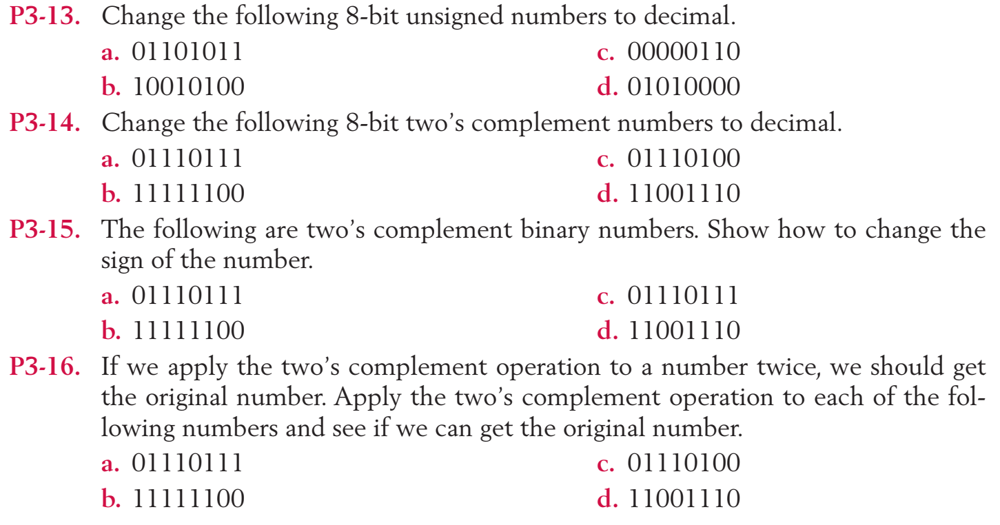 P3-13. Change the following 8-bit unsigned numbers to decimal.
a. 01101011 c. 00000110
b. 10010100 d. 01010000
P3-14. Change the following 8-bit two’s complement numbers to decimal.
a. 01110111 c. 01110100
b. 11111100 d. 11001110
P3-15. The following are two’s complement binary numbers. Show how to change the
sign of the number.
a. 01110111 c. 01110111
b. 11111100 d. 11001110
P3-16. If we apply the two’s complement operation to a number twice, we should get
the original number. Apply the two’s complement operation to each of the fol-
lowing numbers and see if we can get the original number.
a. 01110111 c. 01110100
b. 11111100 d. 11001110